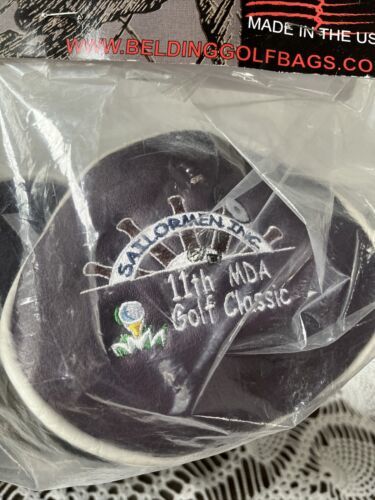 MADE IN THE US
WWW.BELDINGGOLFBAGS.CO
SAILORMEN INC
11th MDA
Golf Classic